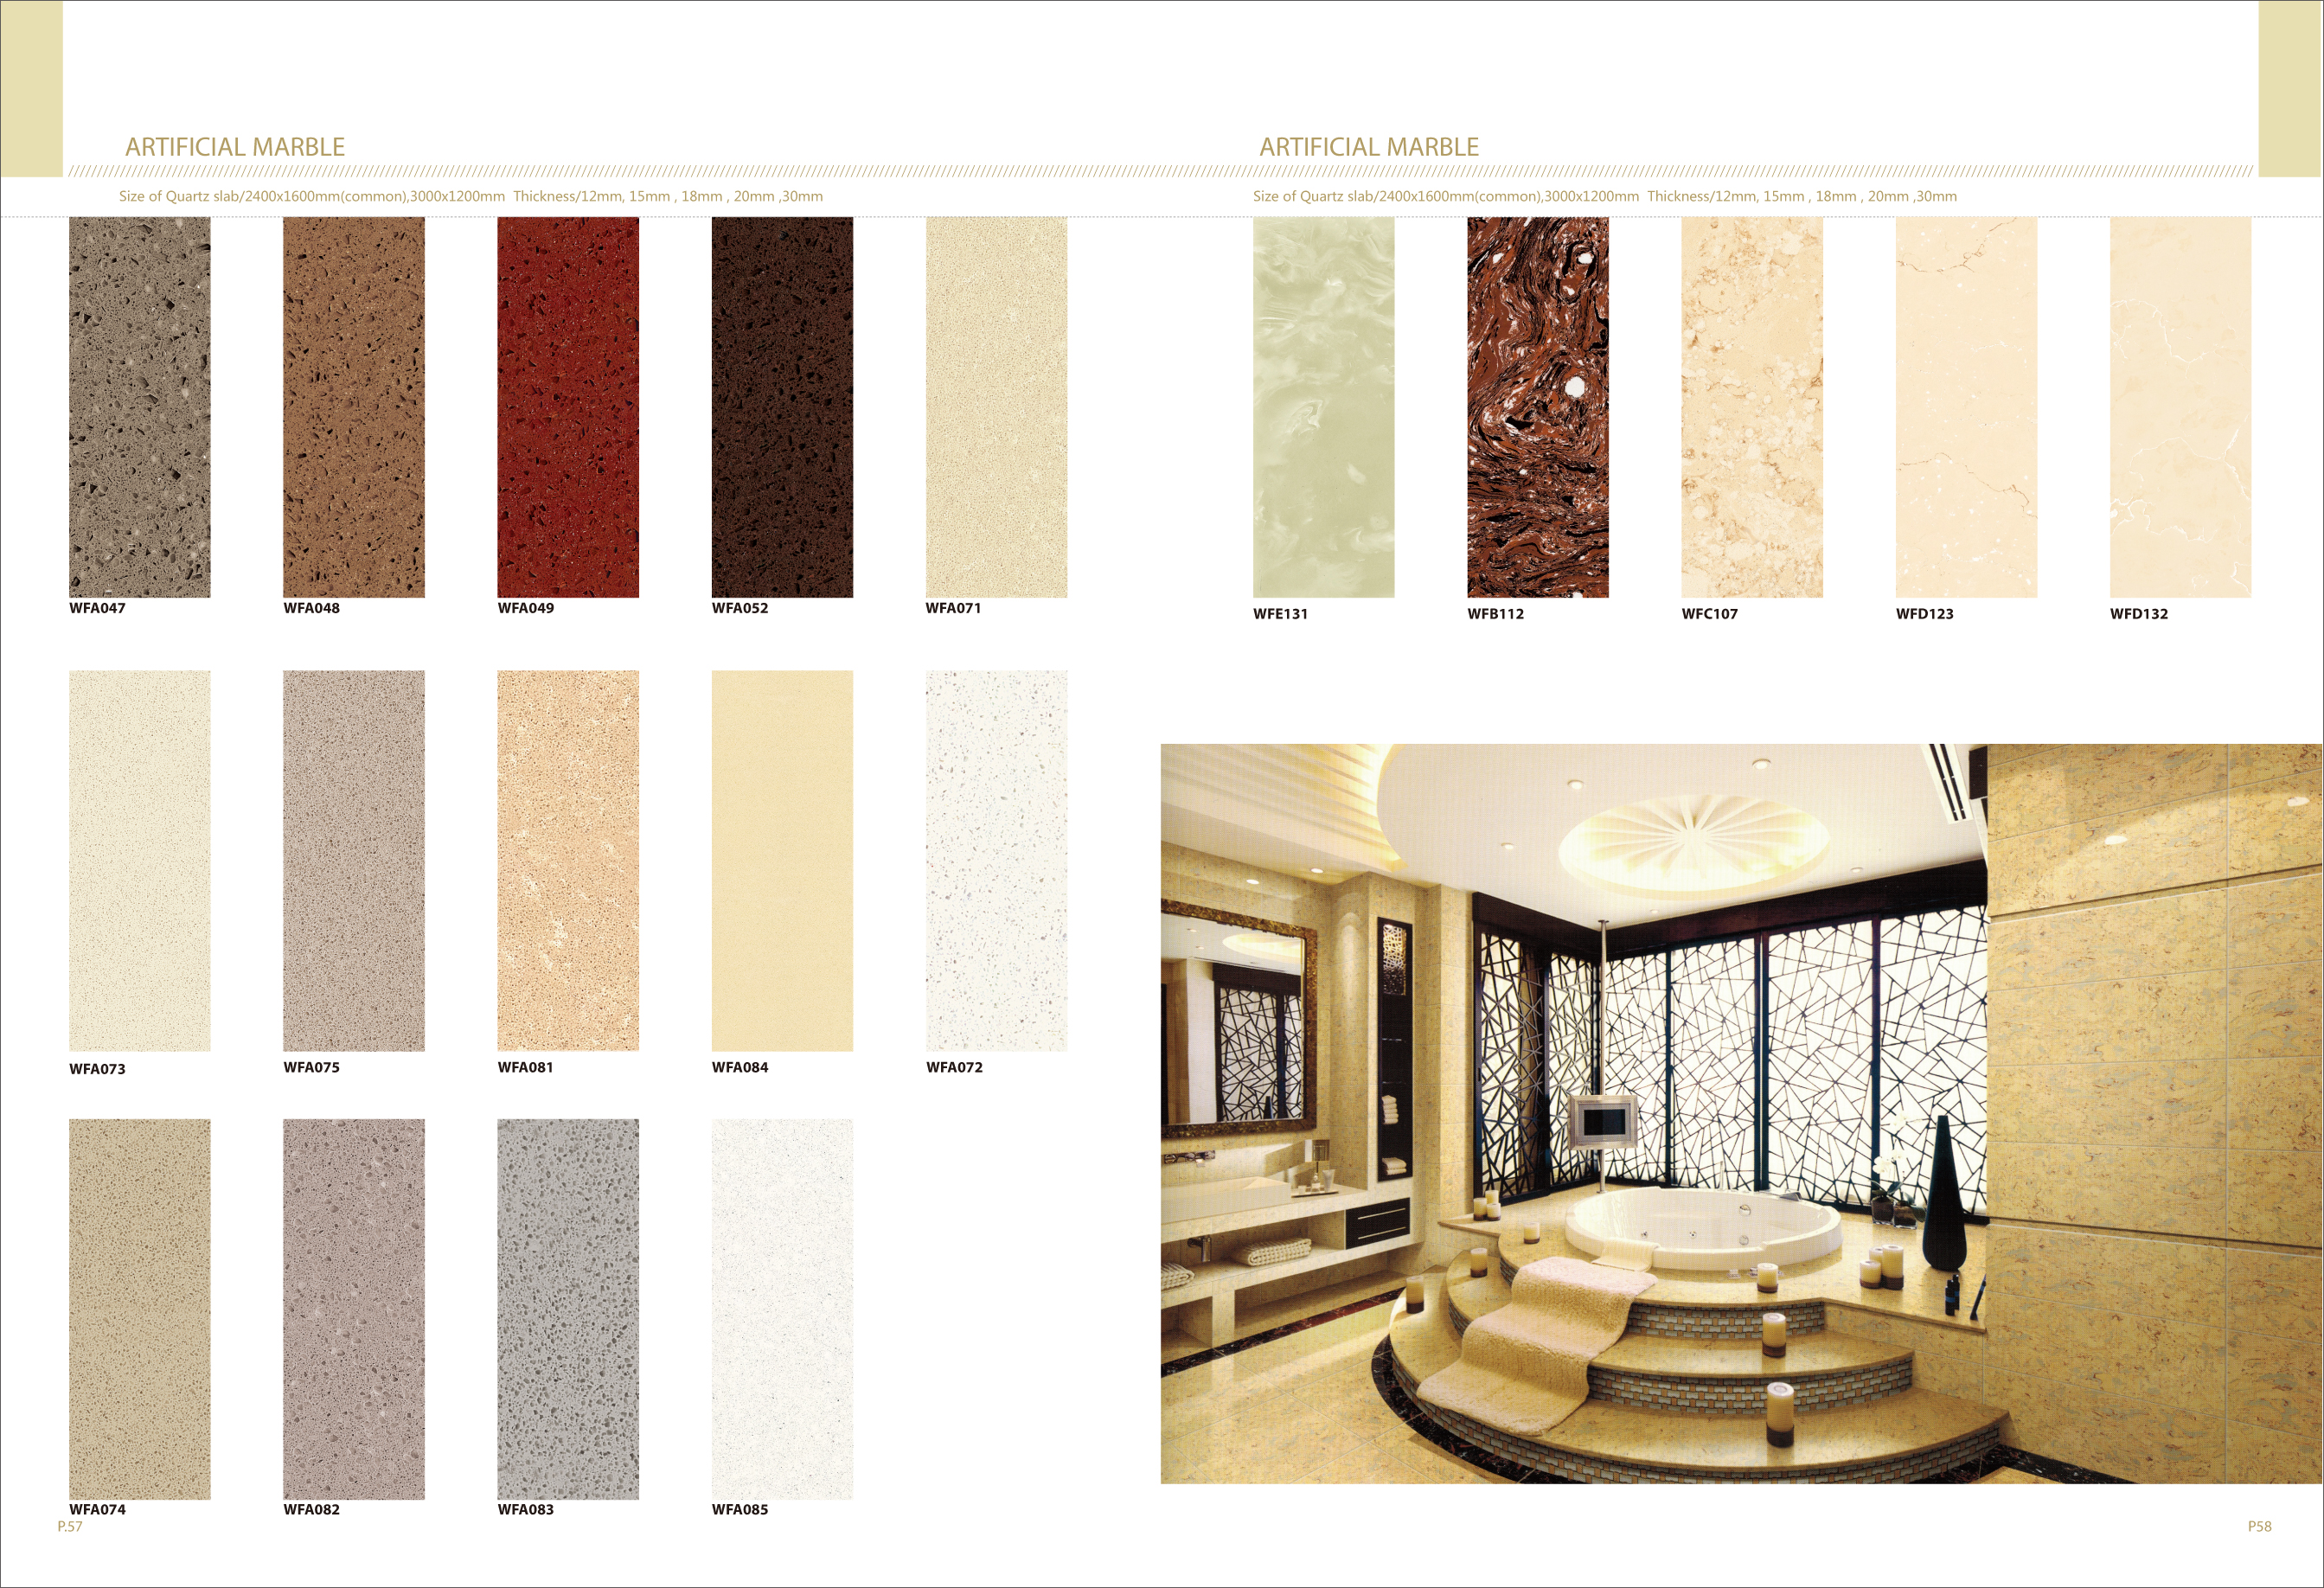 ARTIFICIAL MARBLE
Size of Quartz slab/2400x1600mm(common),3000x1200mm  Thickness/12mm, 15mm , 18mm , 20mm ,30mm
WFA047 WFA048 WFA049 WFA052 WFA071
WFA073 WFA075 WFA081 WFA084 WFA072
WFA074 WFA082 WFA083 WFA085
P.57
ARTIFICIAL MARBLE
Size of Quartz slab/2400x1600mm(common),3000x1200mm  Thickness/12mm, 15mm , 18mm , 20mm ,30mm
WFE131 WFB112 WFC107 WFD123 WFD132
P58